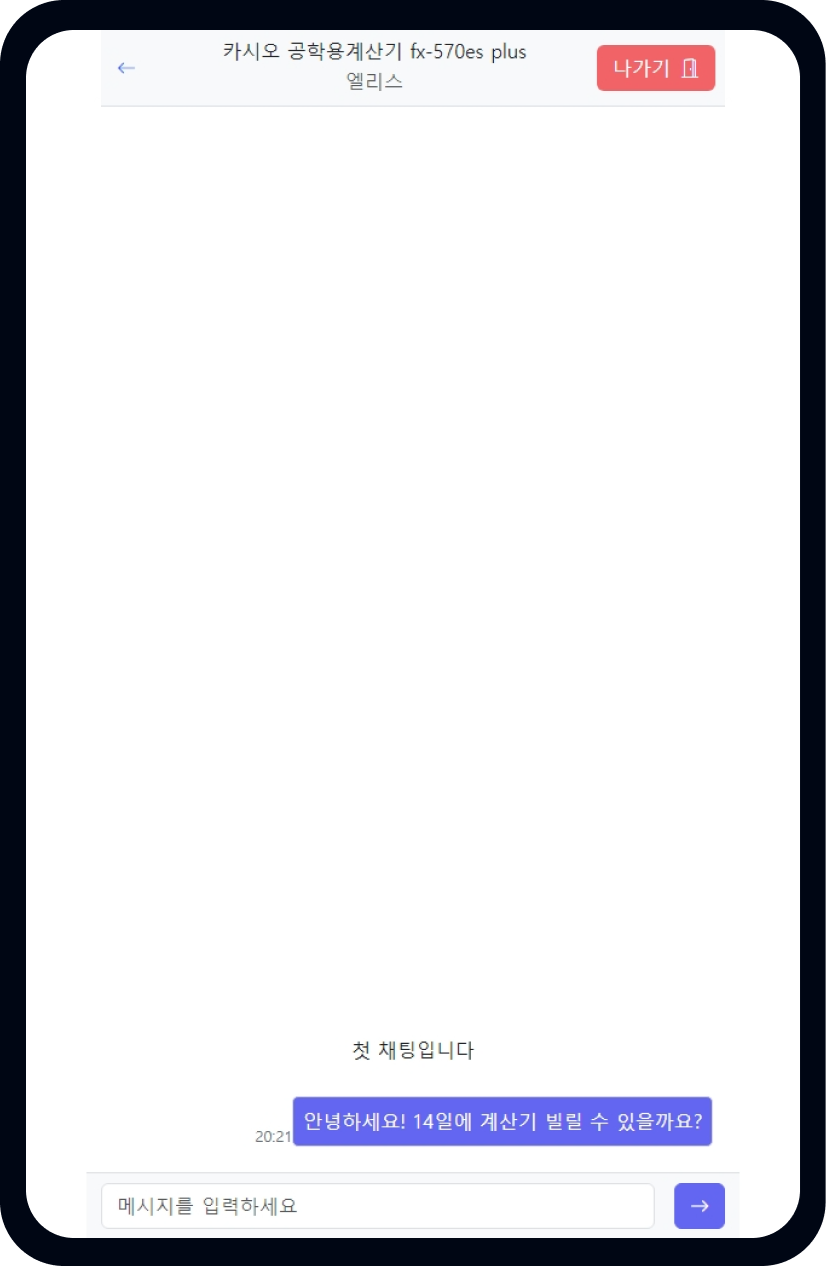 카시오 공학용계산기 fx-570es plus
엘리스
나가기
첫 채팅입니다
안녕하세요! 14일에 계산기 빌릴 수 있을까요?
20:21
메시지를 입력하세요